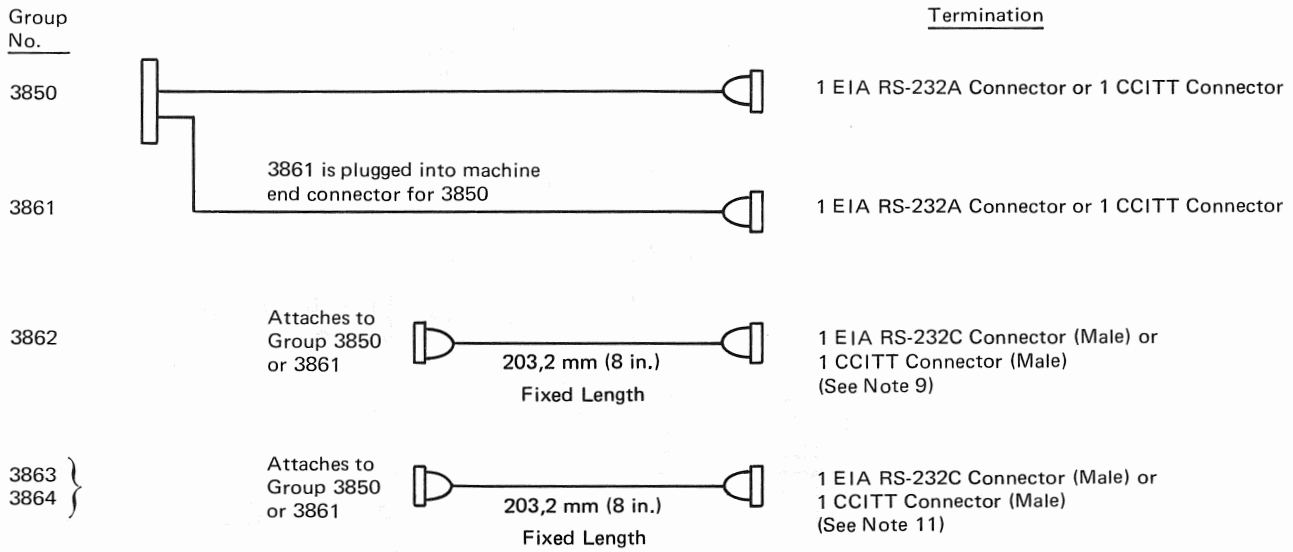 Group
No.
Termination
3850
1 EIA RS-232A Connector or 1 CCITT Connector
3861 is plugged into machine
end connector for 3850
3861
1 EIA RS-232A Connector or 1 CCITT Connector
3862
Attaches to
Group 3850
or 3861
203,2 mm (8 in.)
Fixed Length
1 EIA RS-232C Connector (Male) or
1 CCITT Connector (Male)
(See Note 9)
3863
3864
Attaches to
Group 3850
or 3861
203,2 mm (8 in.)
Fixed Length
1 EIA RS-232C Connector (Male) or
1 CCITT Connector (Male)
(See Note 11)